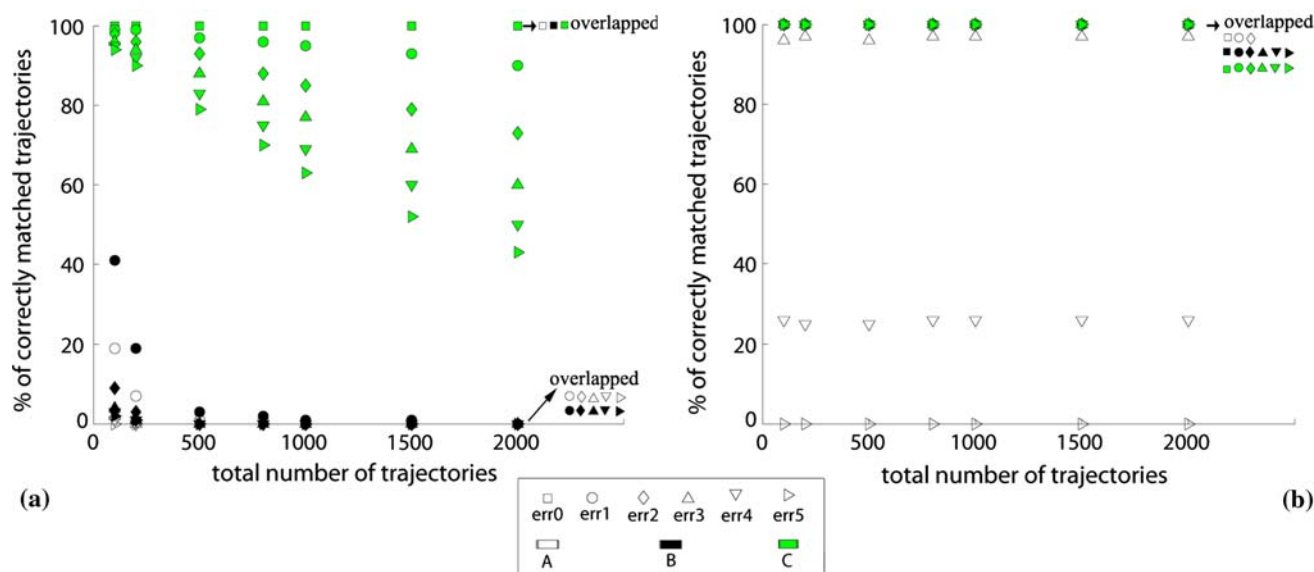 % of correctly matched trajectories
100
80
60
40
20
0
0 500 1000 1500 2000
total number of trajectories
overlapped
overlapped
(a)
% of correctly matched trajectories
100
80
60
40
20
0
0 500 1000 1500 2000
total number of trajectories
overlapped
(b)
err0 err1 err2 err3 err4 err5
A B C